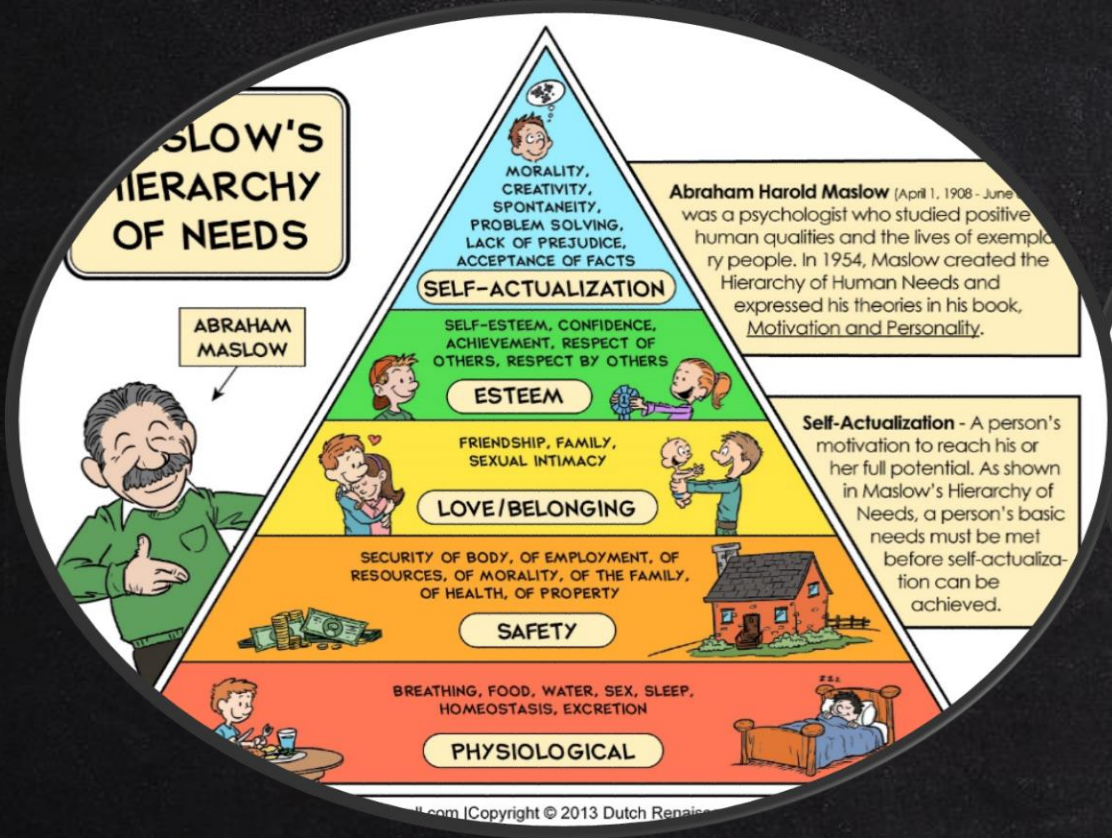 SLOW'S
HIERARCHY
OF NEEDS
ABRAHAM
MASLOW
MORALITY,
CREATIVITY,
SPONTANEITY,
PROBLEM SOLVING,
LACK OF PREJUDICE,
ACCEPTANCE OF FACTS
SELF-ACTUALIZATION
SELF-ESTEEM, CONFIDENCE,
ACHIEVEMENT, RESPECT OF
OTHERS, RESPECT BY OTHERS
ESTEEM
FRIENDSHIP, FAMILY,
SEXUAL INTIMACY
LOVE/BELONGING
SECURITY OF BODY, OF EMPLOYMENT, OF
RESOURCES, OF MORALITY, OF THE FAMILY,
OF HEALTH, OF PROPERTY
SAFETY
BREATHING, FOOD, WATER, SEX, SLEEP,
HOMEOSTASIS, EXCRETION
PHYSIOLOGICAL
Abraham Harold Maslow (April 1, 1908 - June
was a psychologist who studied positive
human qualities and the lives of exempla
ry people. In 1954, Maslow created the
Hierarchy of Human Needs and
expressed his theories in his book,
Motivation and Personality.
Self-Actualization - A person's
motivation to reach his or
her full potential. As shown
in Maslow's Hierarchy of
Needs, a person's basic
needs must be met
before self-actualiza-
tion can be
achieved.
zzz
.com |Copyright © 2013 Dutch